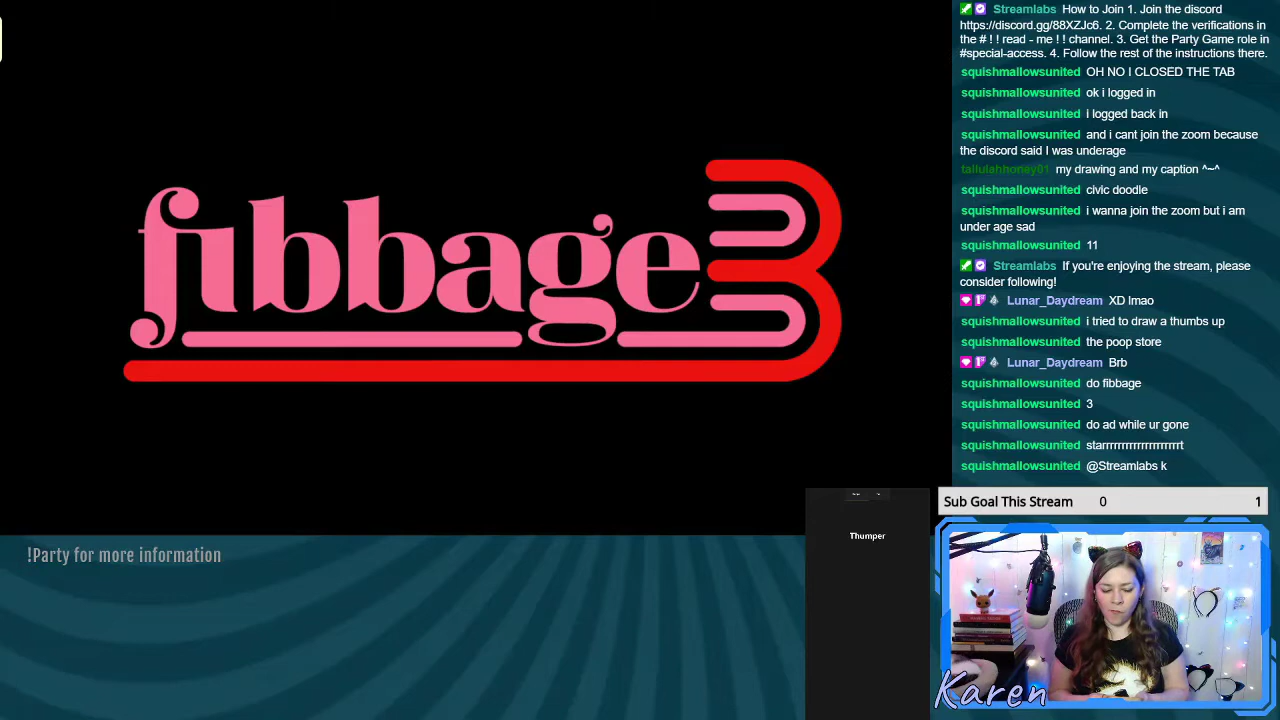 fibbage 3
!Party for more information
Streamlabs How to Join 1. Join the discord
https://discord.gg/88XZJc6. 2. Complete the verifications in
the # ! ! read - me ! ! channel. 3. Get the Party Game role in
#special-access. 4. Follow the rest of the instructions there.
squishmallowsunited OH NO I CLOSED THE TAB
squishmallowsunited ok i logged in
squishmallowsunited I logged back in
squishmallowsunited and i cant join the zoom because
the discord said I was underage
tallulahhoney01 my drawing and my caption ^~^
squishmallowsunited civic doodle
squishmallowsunited i wanna join the zoom but i am
under age sad
squishmallowsunited 11
Streamlabs If you're enjoying the stream, please
consider following!
Lunar_Daydream XD lmao
squishmallowsunited i tried to draw a thumbs up
squishmallowsunited the poop store
Lunar_Daydream Brb
squishmallowsunited do fibbage
squishmallowsunited 3
squishmallowsunited do ad while ur gone
squishmallowsunited starrrrrrrrrrrrrrrrrrt
squishmallowsunited @Streamlabs k
Sub Goal This Stream 0 1
Thumper
Karen